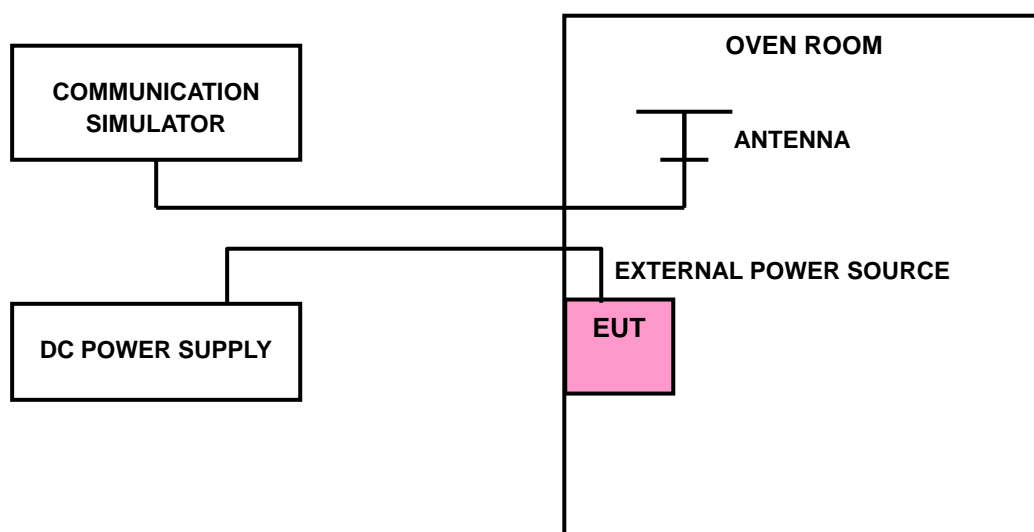 OVEN ROOM
COMMUNICATION
SIMULATOR
ANTENNA
EXTERNAL POWER SOURCE
EUT
DC POWER SUPPLY